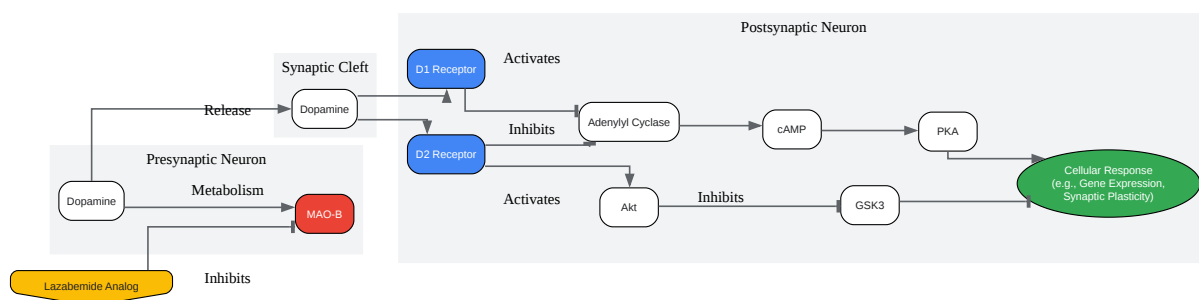 Postsynaptic Neuron
Synaptic Cleft
D1 Receptor
Activates
Release
Dopamine
Inhibits
Adenylyl Cyclase
cAMP
PKA
Presynaptic Neuron
D2 Receptor
Metabolism
Dopamine
MAO-B
Activates
Akt
Inhibits
GSK3
Cellular Response
(e.g., Gene Expression,
Synaptic Plasticity)
Lazabemide Analog
Inhibits